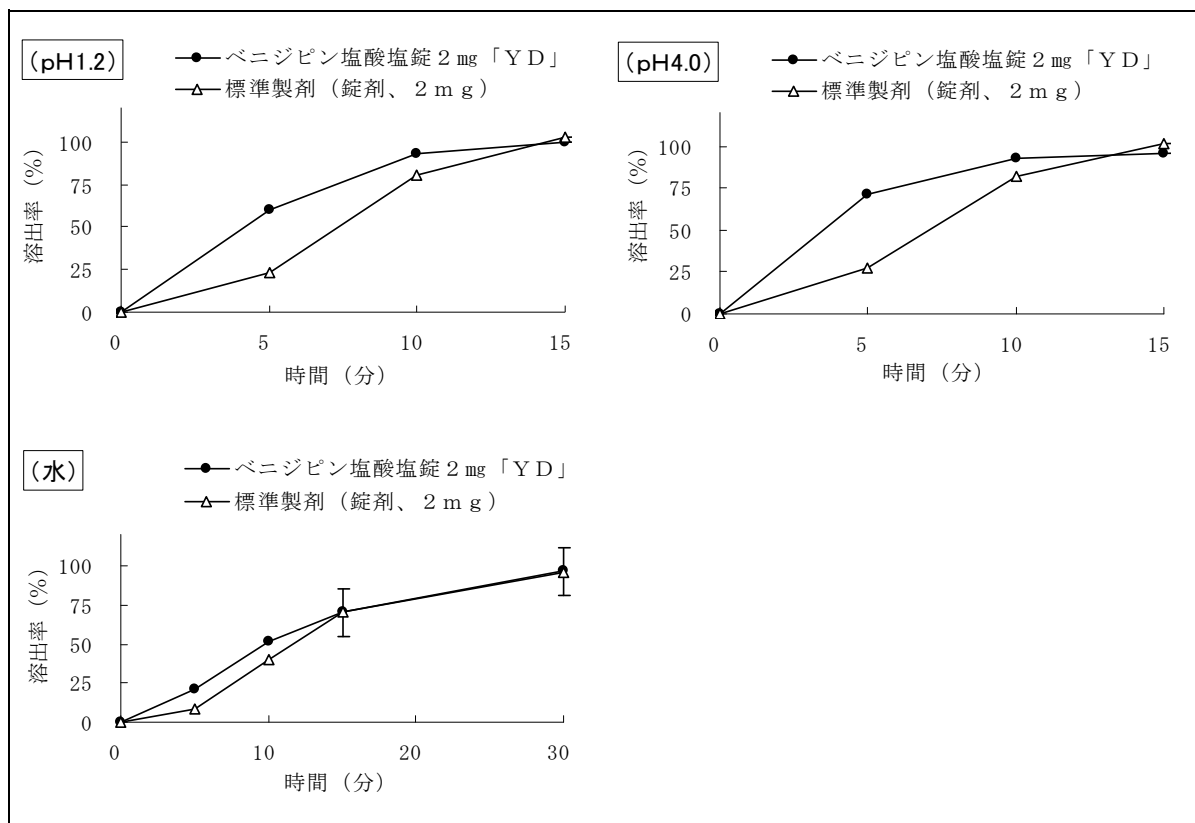 (pH1.2)
ベニジピン塩酸塩錠2㎎「YD」
標準製剤(錠剤、2mg)
溶出率(%)
100
75
50
25
0
0 5 10 15
時間(分)
(pH4.0)
ベニジピン塩酸塩錠2㎎「YD」
標準製剤(錠剤、2mg)
溶出率(%)
100
75
50
25
0
0 5 10 15
時間(分)
(水)
ベニジピン塩酸塩錠2㎎「YD」
標準製剤(錠剤、2mg)
溶出率(%)
100
75
50
25
0
0 10 20 30
時間(分)